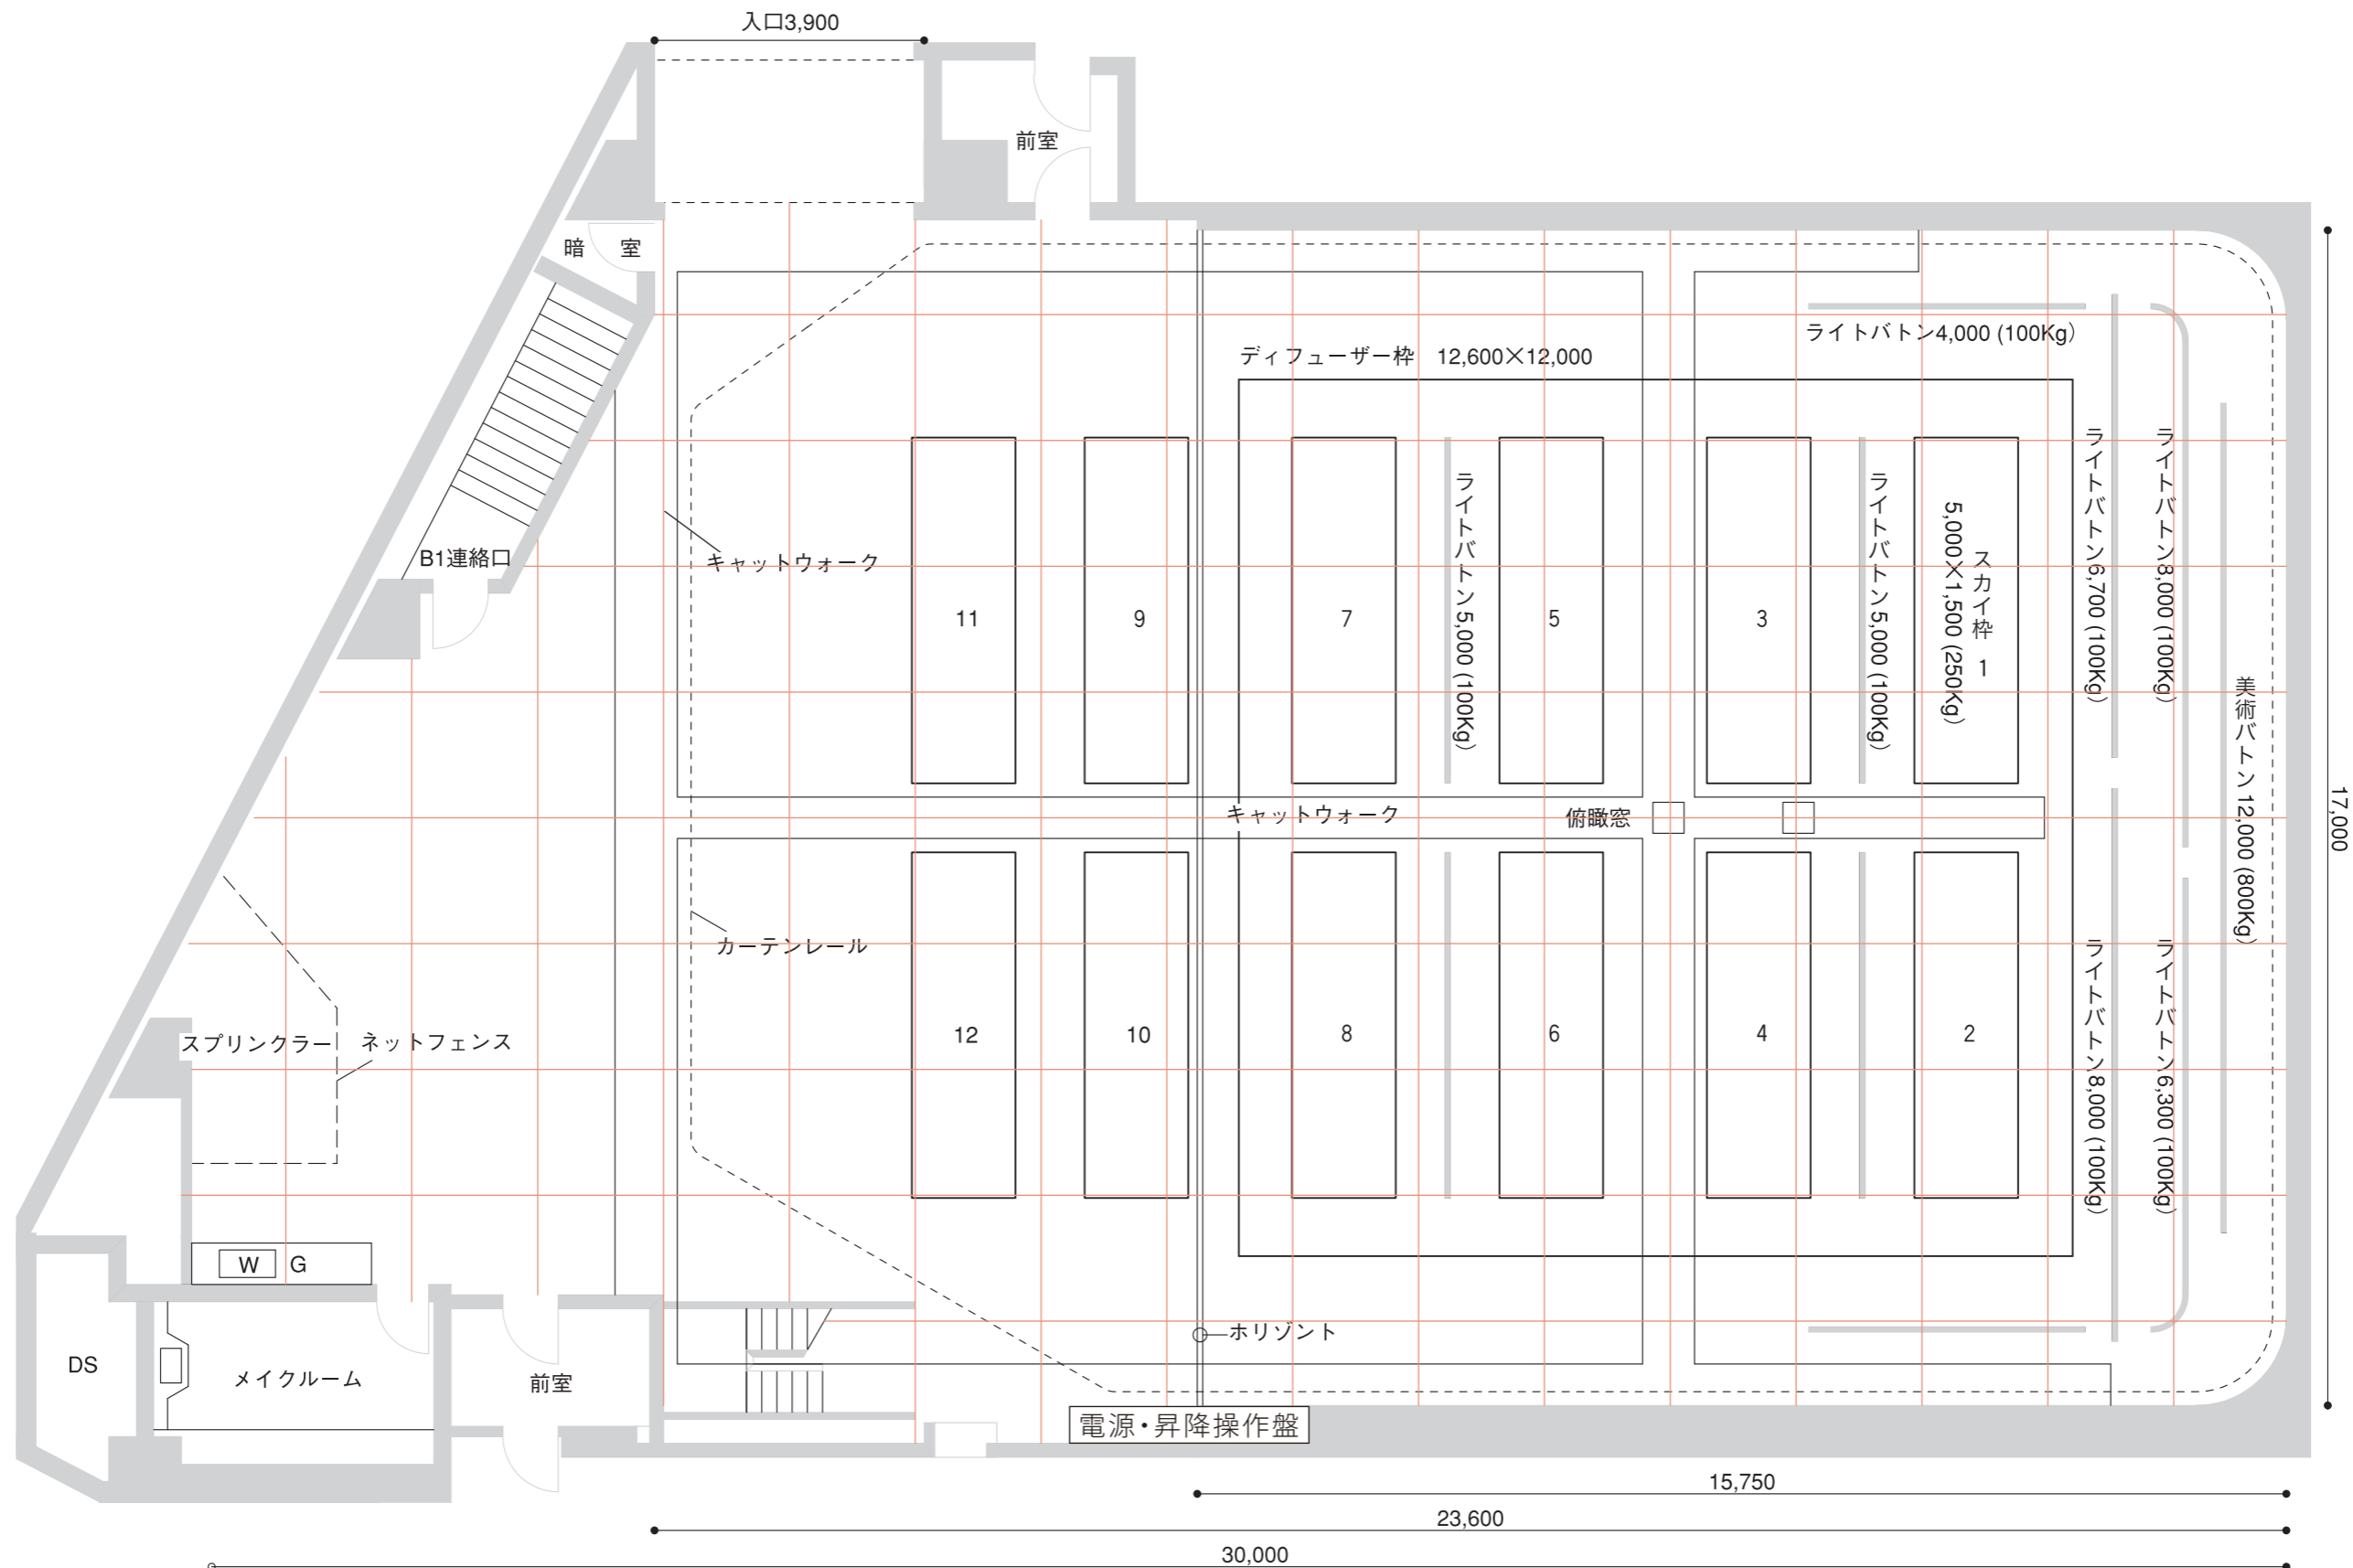 入口3,900
前室
暗 室
ライトバトン4,000 (100Kg)
ディフューザー枠 12,600×12,000
B1連絡口
キャットウォーク
ライトバトン5,000 (100Kg)
ライトバトン5,000 (100Kg)
スカイ枠 1
5,000×1,500 (250Kg)
ライトバトン6,700 (100Kg)
ライトバトン8,000 (100Kg)
美術バトン12,000 (800Kg)
17,000
11
9
7
5
3
キャットウォーク
俯瞰窓
カーテンレール
スプリンクラー
ネットフェンス
12
10
8
6
4
2
ライトバトン8,000 (100Kg)
ライトバトン6,300 (100Kg)
W G
ホリゾント
DS
メイクルーム
前室
電源・昇降操作盤
15,750
23,600
30,000